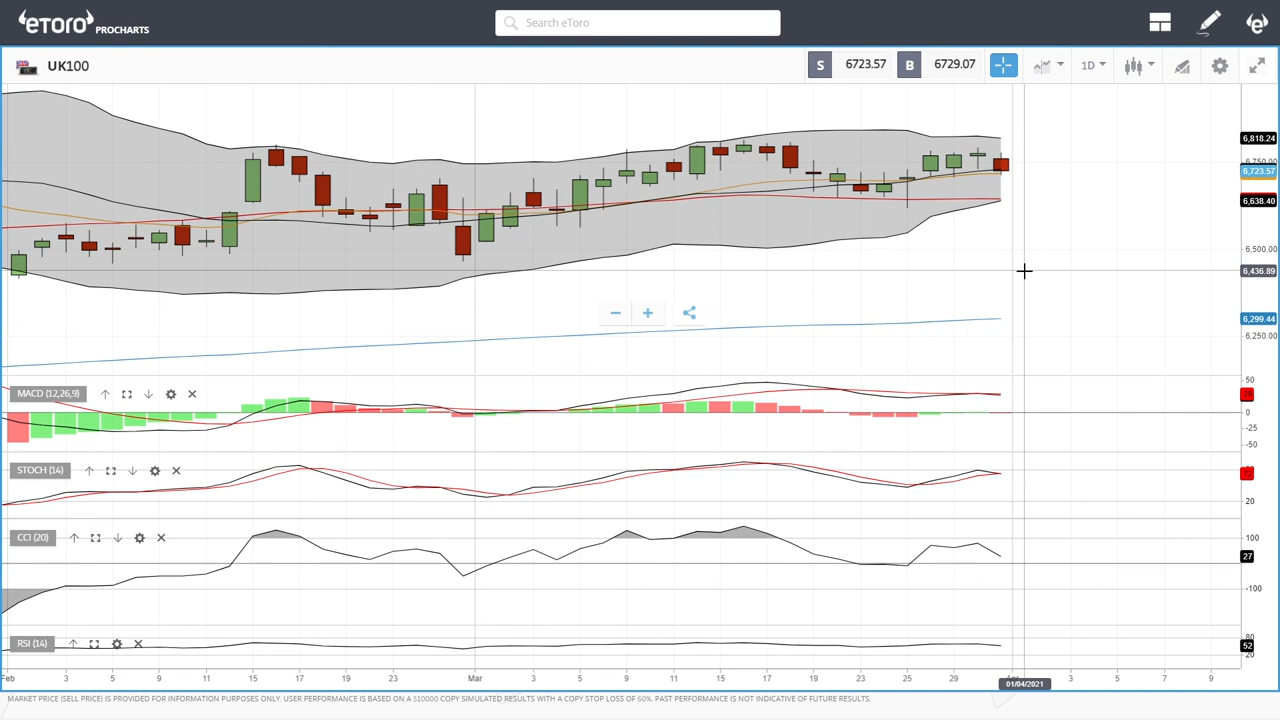 eToro PROCHARTS
Search eToro
UK100
S 6723.57 B 6729.07 1D
6,818.24
6,750.00
6,723.57
6,638.40
6,500.00
6,436.89
6,299.44
6,250.00
MACD (12,26,9)
50
0
-25
-50
STOCH (14)
20
CCI (20)
100
27
-100
RSI (14)
80
52
20
Feb 3 5 9 11 15 17 19 23 Mar 3 5 9 11 15 17 19 23 25 29 3 5 7 9
01/04/2021
MARKET PRICE (SELL PRICE) IS PROVIDED FOR INFORMATION PURPOSES ONLY. USER PERFORMANCE IS BASED ON A $10000 COPY SIMULATED RESULTS WITH A COPY STOP LOSS OF 60%. PAST PERFORMANCE IS NOT INDICATIVE OF FUTURE RESULTS.